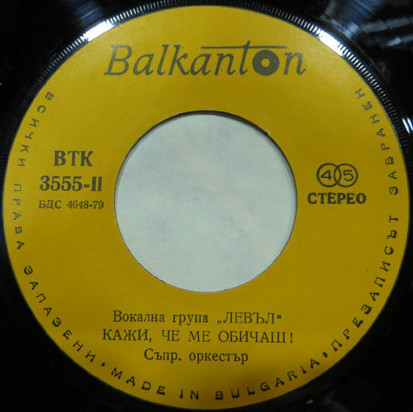 Balkanton
ВТК
3555-II
БДС 4648-79
45
СТЕРЕО
Вокална група „ЛЕВЪЛ“
КАЖИ, ЧЕ МЕ ОБИЧАШ!
Съпр. оркестър
ВСИЧКИ ПРАВА ЗАПАЗЕНИ · MADE IN BULGARIA · ПРЕЗАПИСЪТ ЗАБРАНЕН